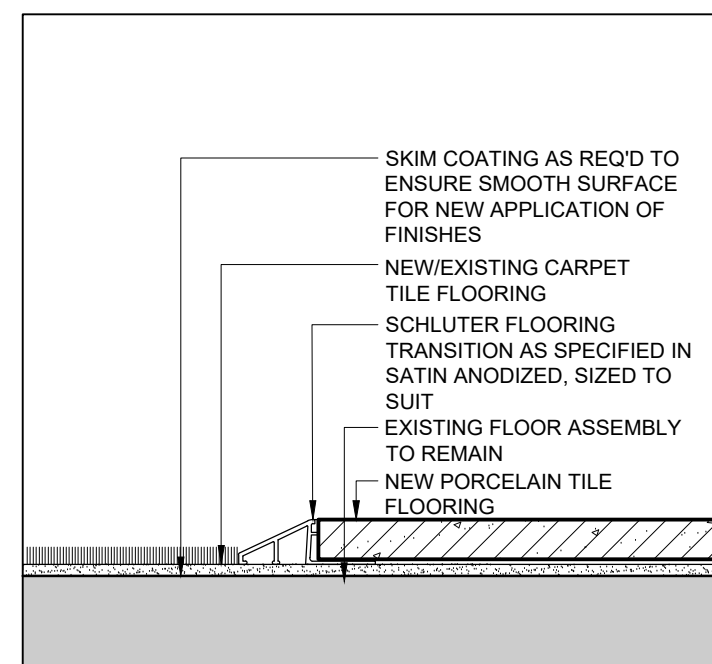 SKIM COATING AS REQ'D TO
ENSURE SMOOTH SURFACE
FOR NEW APPLICATION OF
FINISHES
NEW/EXISTING CARPET
TILE FLOORING
SCHLUTER FLOORING
TRANSITION AS SPECIFIED IN
SATIN ANODIZED, SIZED TO
SUIT
EXISTING FLOOR ASSEMBLY
TO REMAIN
NEW PORCELAIN TILE
FLOORING